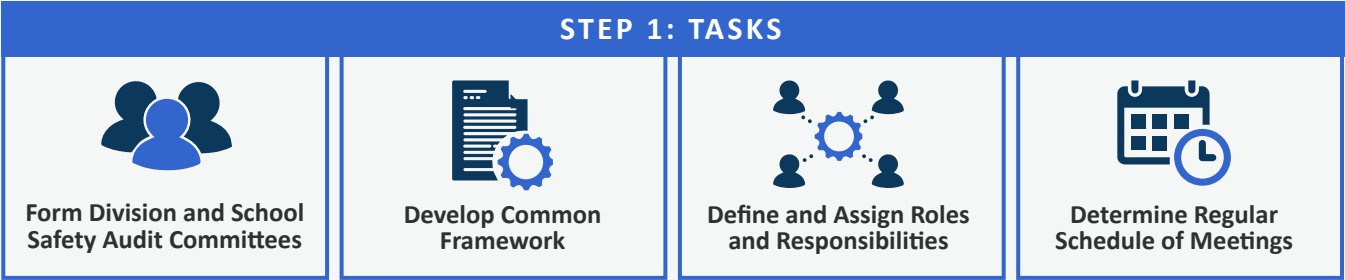 STEP 1: TASKS
Form Division and School
Safety Audit Committees
Develop Common
Framework
Define and Assign Roles
and Responsibilities
Determine Regular
Schedule of Meetings